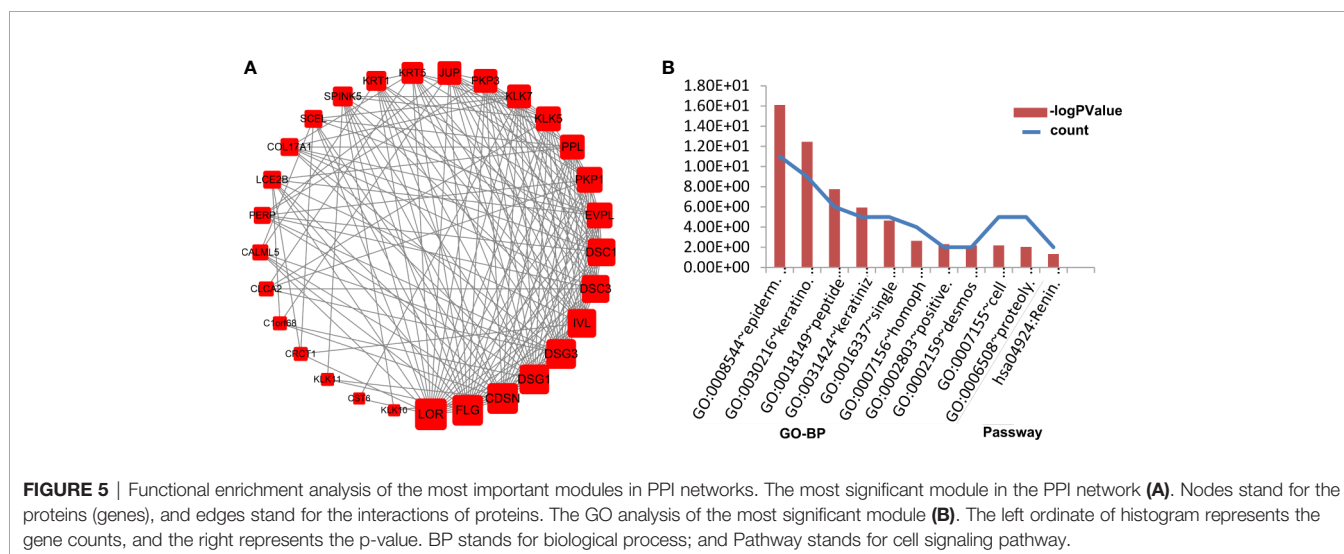 A
KRT5
JUP
KRT1
PKP3
SPINK5
KLK7
SCEL
KLK5
COL17A1
PPL
LCE2B
PKP1
PERP
EVPL
CALML5
DSC1
CLCA2
DSC3
C1orf68
IVL
CRCT1
DSG3
KLK11
DSG1
CST6
CDSN
KLK10
LOR
FLG
B
1.80E+01
1.60E+01
1.40E+01
1.20E+01
1.00E+01
8.00E+00
6.00E+00
4.00E+00
2.00E+00
0.00E+00
-logPValue
count
GO:0008544~epiderm...
GO:0030216~keratino...
GO:0018149~peptide...
GO:0031424~keratiniz...
GO:0016337~single...
GO:0007156~homoph...
GO:0002803~positive...
GO:0002159~desmos...
GO:0007155~cell...
GO:0006508~proteoly...
hsa04924:Renin...
GO-BP
Passway
FIGURE 5 | Functional enrichment analysis of the most important modules in PPI networks. The most significant module in the PPI network (A). Nodes stand for the
proteins (genes), and edges stand for the interactions of proteins. The GO analysis of the most significant module (B). The left ordinate of histogram represents the
gene counts, and the right represents the p-value. BP stands for biological process; and Pathway stands for cell signaling pathway.